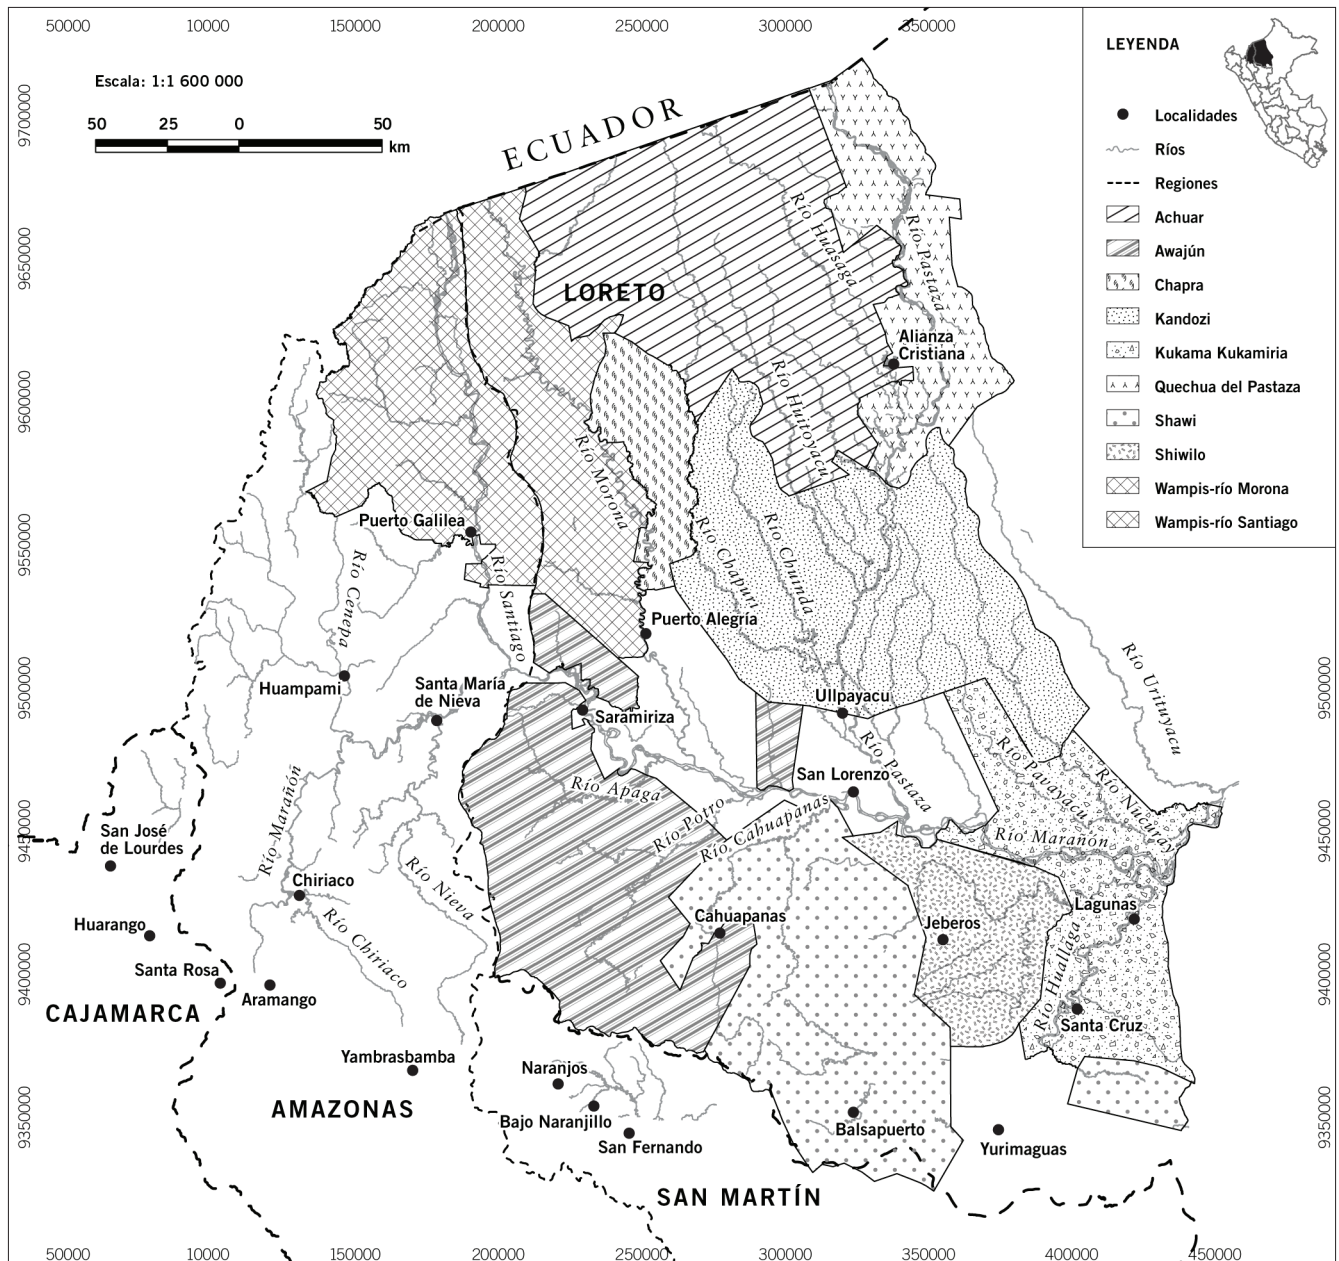 50000 10000 150000 200000 250000 300000 350000
LEYENDA
Localidades
Ríos
Regiones
Achuar
Awajún
Chapra
Kandozi
Kukama Kukamiria
Quechua del Pastaza
Shawi
Shiwilo
Wampis-río Morona
Wampis-río Santiago
Escala: 1:1 600 000
50 25 0 50
km
9700000
9650000
9600000
9550000
9500000
9450000
9400000
9350000
ECUADOR
LORETO
Río Huasaga
Río Pastaza
Alianza
Cristiana
Río Huitoyacu
Río Morona
Puerto Galilea
Río Cenepa
Río Santiago
Río Chapuri
Río Chuinda
Puerto Alegría
Huampami
Santa María
de Nieva
Saramiriza
Ullpayacu
Río Urituyacu
Río Apaga
San Lorenzo
Río Pastaza
Río Pavayacu
Río Nucuray
Río Marañón
Río Potro
Río Cahuapanas
Río Marañón
San José
de Lourdes
Chiriaco
Río Nieva
Río Chiriaco
Huarango
Santa Rosa
Aramango
CAJAMARCA
Cahuapanas
Jeberos
Lagunas
Río Huallaga
Santa Cruz
Yambrasbamba
AMAZONAS
Naranjos
Bajo Naranjillo
San Fernando
Balsapuerto
Yurimaguas
SAN MARTÍN
9500000
9450000
9400000
9350000
50000 10000 150000 200000 250000 300000 350000 400000 450000